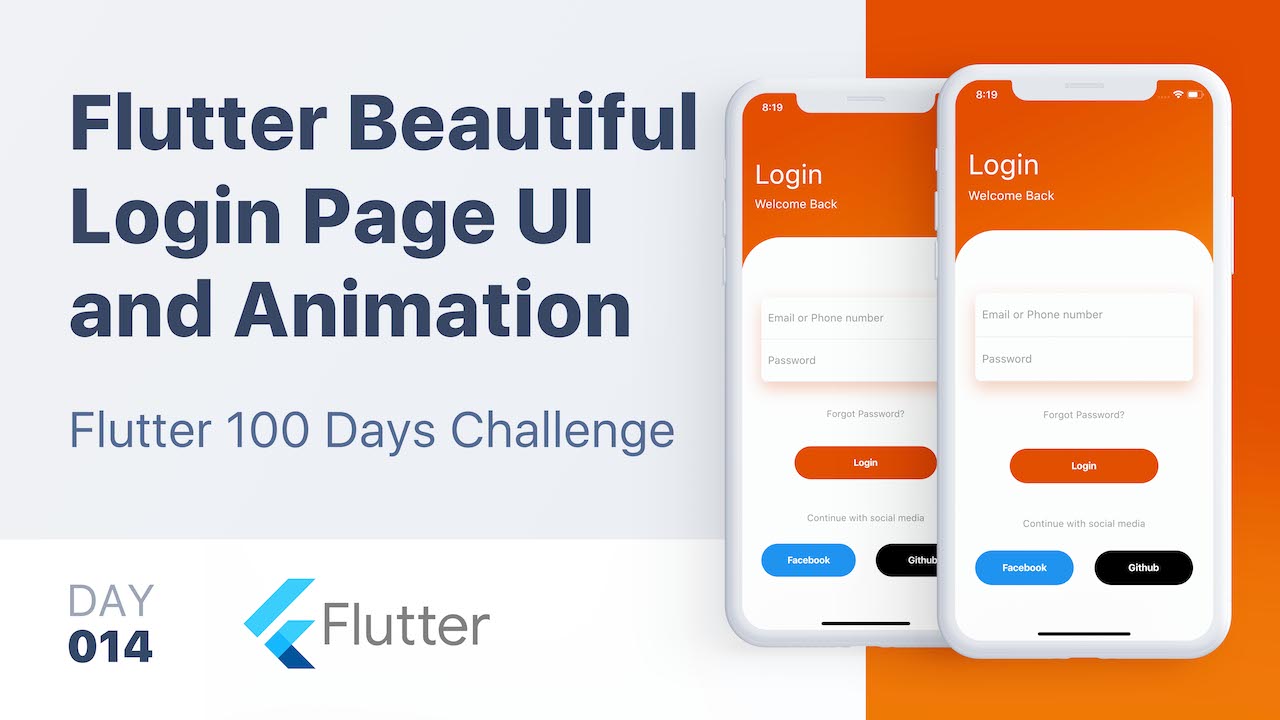 Flutter Beautiful
Login Page UI
and Animation
Flutter 100 Days Challenge
DAY
014
Flutter
8:19
Login
Welcome Back
Email or Phone number
Password
Forgot Password?
Login
Continue with social media
Facebook
Github
8:19
Login
Welcome Back
Email or Phone number
Password
Forgot Password?
Login
Continue with social media
Facebook
Github